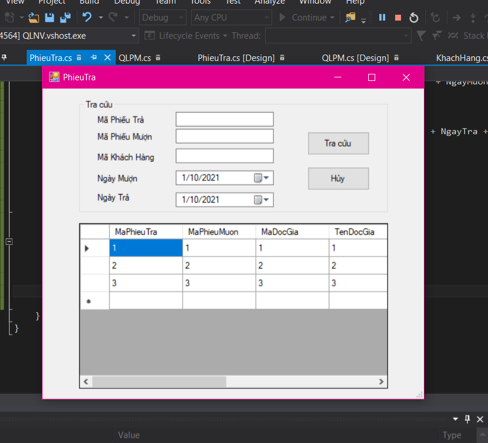 View Project Build Debug Team Tools Test Analyze Window Help
Debug Any CPU Continue
4564] QLNV.vshost.exe Lifecycle Events Thread: Stack
PhieuTra.cs QLPM.cs PhieuTra.cs [Design] QLPM.cs [Design] KhachHang.cs
PhieuTra
+ NgayMuon
+ NgayTra +
Tra cứu
Mã Phiếu Trả
Mã Phiếu Mượn
Mã Khách Hàng
Ngày Mượn 1/10/2021
Ngày Trả 1/10/2021
Tra cứu
Hủy
MaPhieuTra MaPhieuMuon MaDocGia TenDocGia
1 1 1 1
2 2 2 2
3 3 3 3
}
}
Value Type